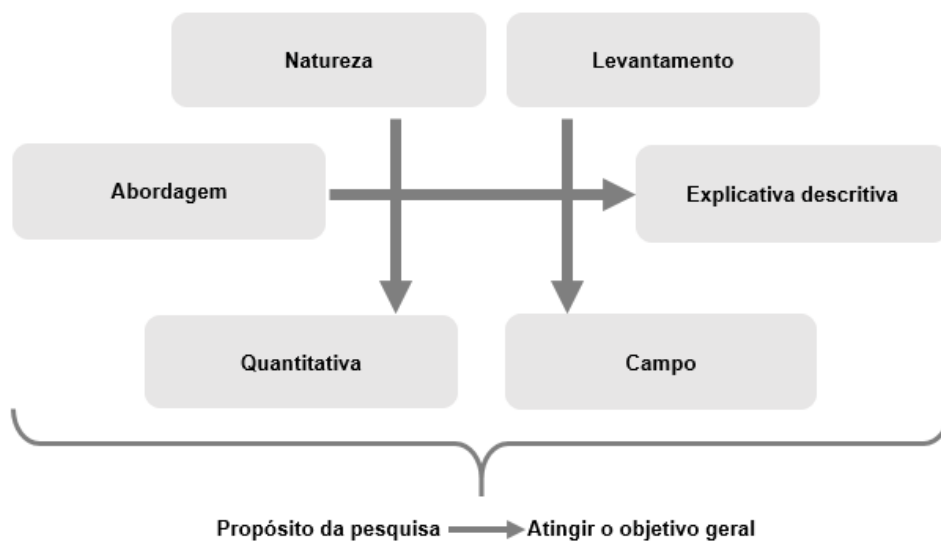 Natureza
Levantamento
Abordagem
Explicativa descritiva
Quantitativa
Campo
Propósito da pesquisa
Atingir o objetivo geral